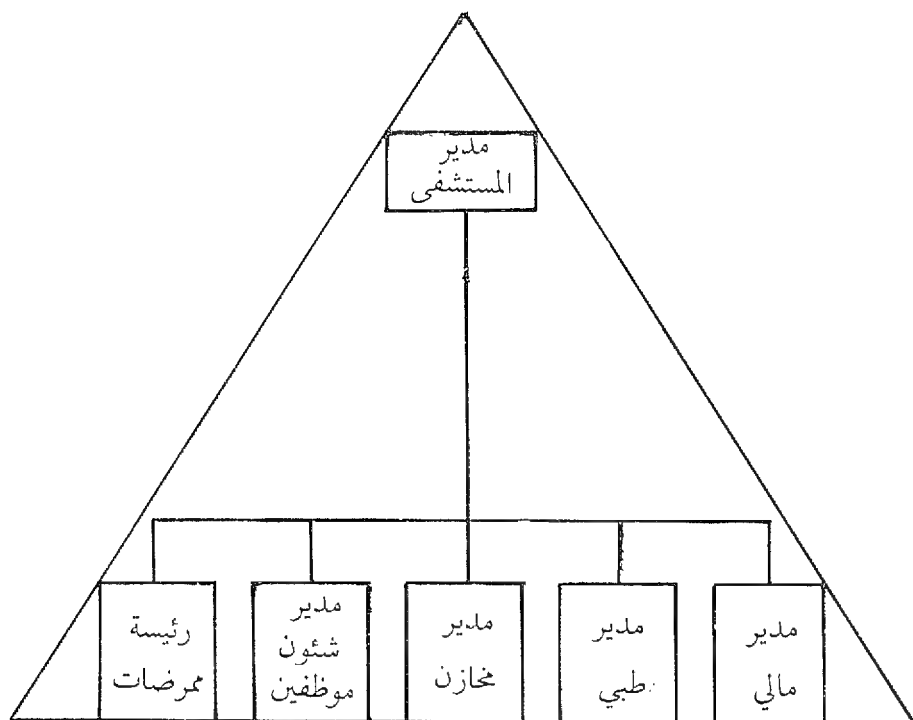 مدير
المستشفى
مدير
مالي
مدير
طبي
مدير
مخازن
مدير
شئون
موظفين
رئيسة
ممرضات